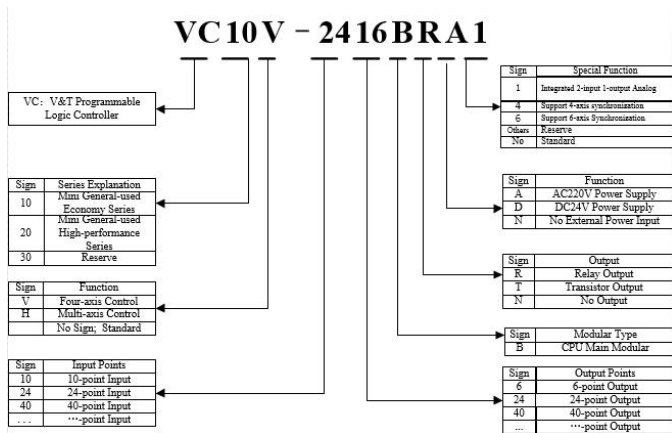 VC10V - 2416BRA1
VC: V&T Programmable
Logic Controller
Sign Series Explanation
10 Mini General-used
Economy Series
20 Mini General-used
High-performance
Series
30 Reserve
Sign Function
V Four-axis Control
H Multi-axis Control
No Sign; Standard
Sign Input Points
10 10-point Input
24 24-point Input
40 40-point Input
... ...-point Input
Sign Special Function
1 Integrated 2-input 1-output Analog
4 Support 4-axis synchronization
6 Support 6-axis Synchronization
Others Reserve
No Standard
Sign Function
A AC220V Power Supply
D DC24V Power Supply
N No External Power Input
Sign Output
R Relay Output
T Transistor Output
N No Output
Sign Modular Type
B CPU Main Modular
Sign Output Points
6 6-point Output
24 24-point Output
40 40-point Output
... ...-point Output